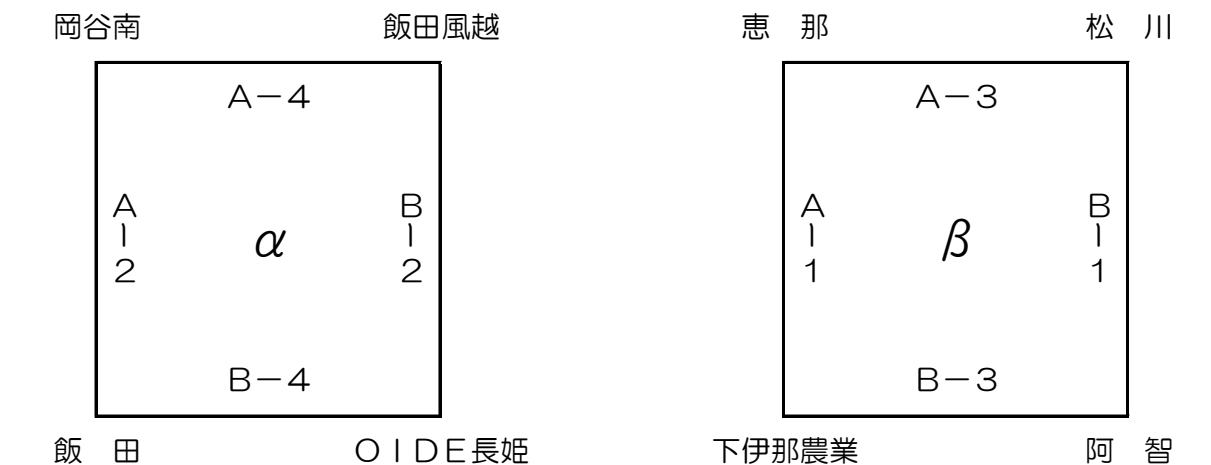 岡谷南　飯田風越　恵　那　松　川
A－4　A－3
A－2　α　B－2　A－1　β　B－1
B－4　B－3
飯　田　OIDE長姫　下伊那農業　阿　智